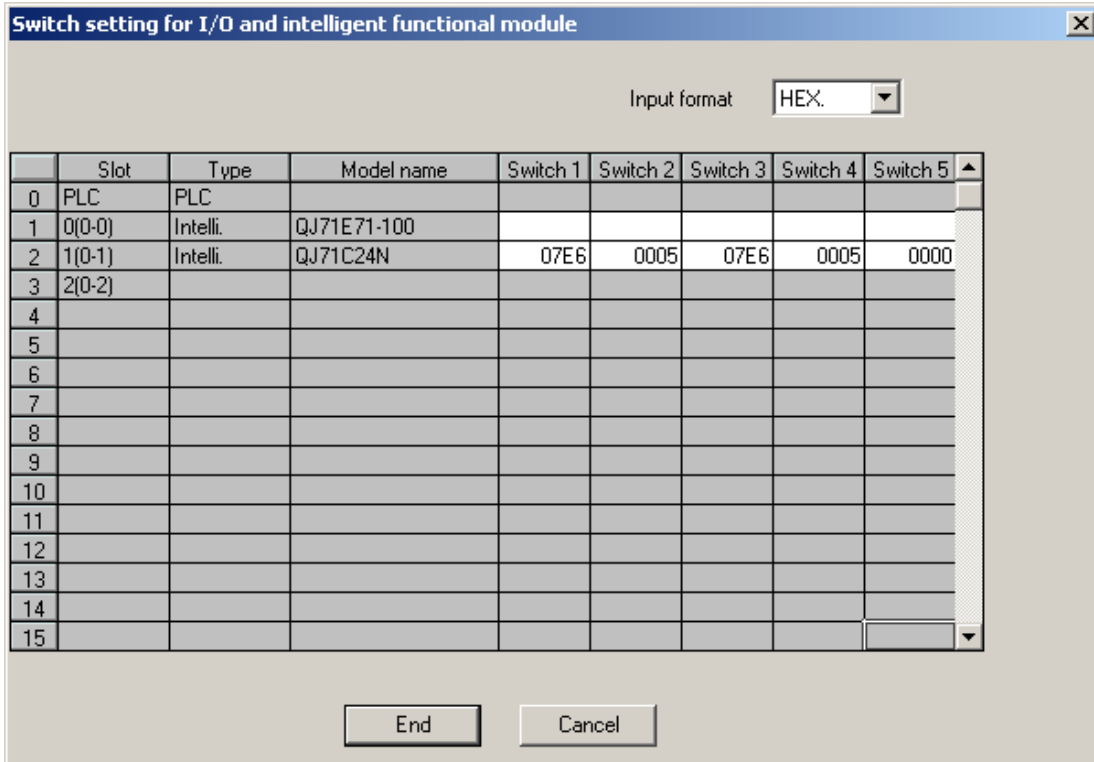 Switch setting for I/O and intelligent functional module
Input format HEX.
Slot Type Model name Switch 1 Switch 2 Switch 3 Switch 4 Switch 5
0 PLC PLC
1 0(0-0) Intelli. QJ71E71-100
2 1(0-1) Intelli. QJ71C24N 07E6 0005 07E6 0005 0000
3 2(0-2)
4
5
6
7
8
9
10
11
12
13
14
15
End Cancel